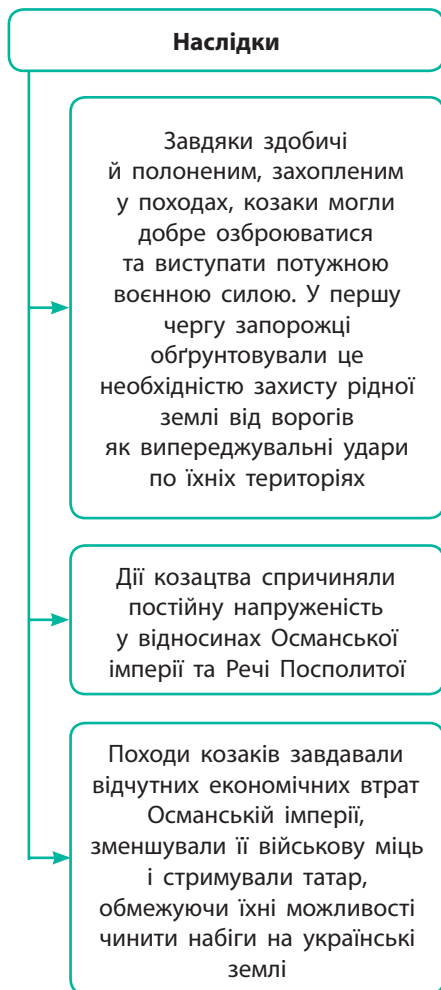 Наслідки
Завдяки здобичі
й полоненим, захопленим
у походах, козаки могли
добре озброюватися
та виступати потужною
воєнною силою. У першу
чергу запорожці
обґрунтовували це
необхідністю захисту рідної
землі від ворогів
як випереджувальні удари
по їхніх територіях
Дії козацтва спричиняли
постійну напруженість
у відносинах Османської
імперії та Речі Посполитої
Походи козаків завдавали
відчутних економічних втрат
Османській імперії,
зменшували її військову міць
і стримували татар,
обмежуючи їхні можливості
чинити набіги на українські
землі